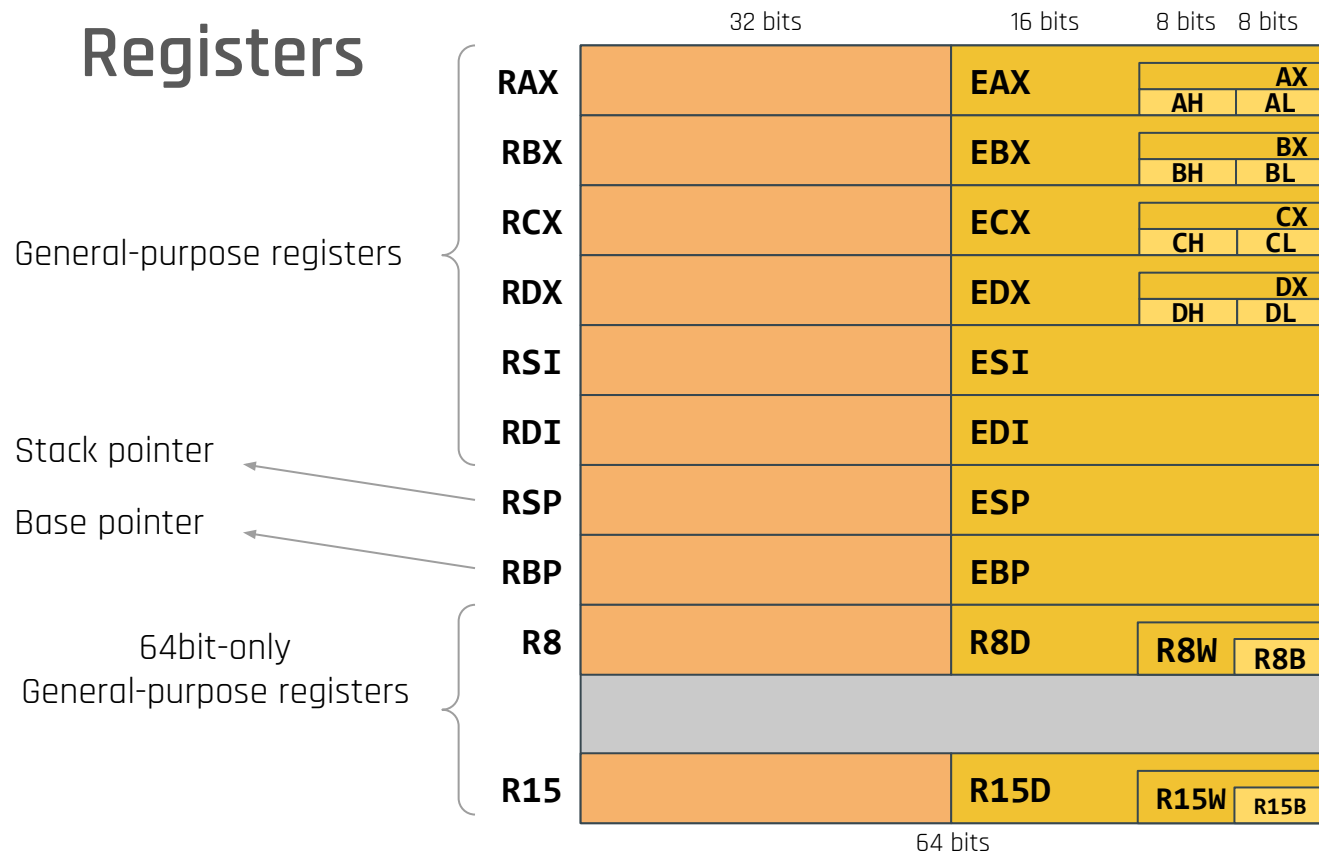 Registers
32 bits
16 bits
8 bits
8 bits
RAX
EAX
AX
AH
AL
RBX
EBX
BX
BH
BL
General-purpose registers
RCX
ECX
CX
CH
CL
RDX
EDX
DX
DH
DL
RSI
ESI
RDI
EDI
Stack pointer
RSP
ESP
Base pointer
RBP
EBP
64bit-only
General-purpose registers
R8
R8D
R8W
R8B
R15
R15D
R15W
R15B
64 bits